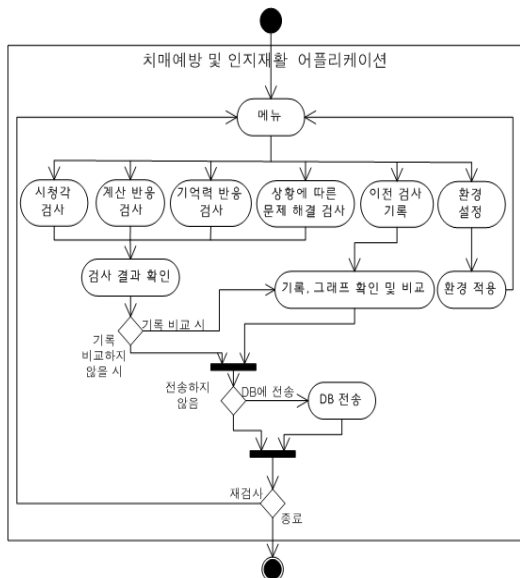 치매예방 및 인지재활 어플리케이션
메뉴
시청각
검사
계산 반응
검사
기억력 반응
검사
상황에 따른
문제 해결 검사
이전 검사
기록
환경
설정
검사 결과 확인
기록, 그래프 확인 및 비교
환경 적용
기록 비교 시
기록
비교하지
않을 시
전송하지
않음
DB에 전송
DB 전송
재검사
종료